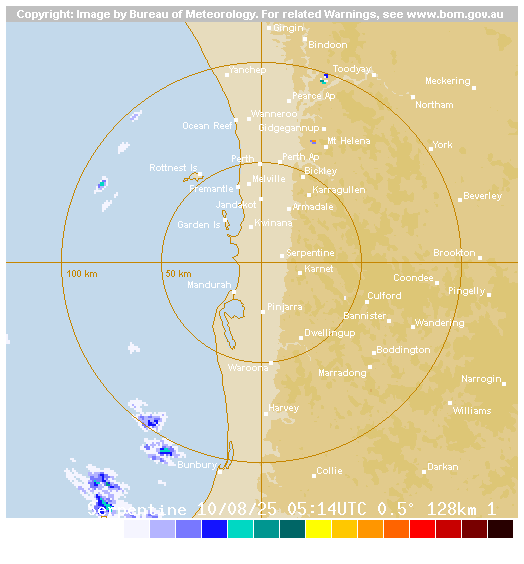 Copyright: Image by Bureau of Meteorology. For related Warnings, see www.bom.gov.au
Gingin
Bindoon
Yanchep
Toodyay
Meckering
Pearce Ap
Northam
Wanneroo
Ocean Reef
Gidgegannup
Mt Helena
York
Perth
Perth Ap
Rottnest Is
Bickley
Melville
Fremantle
Karragullen
Beverley
Jandakot
Armadale
Garden Is
Kwinana
Serpentine
Brookton
100 km
50 km
Karnet
Coondee
Mandurah
Culford
Pingelly
Pinjarra
Bannister
Wandering
Dwellingup
Boddington
Waroona
Marradong
Narrogin
Harvey
Williams
Bunbury
Collie
Darkan
Serpentine 10/08/25 05:14UTC 0.5° 128km 1